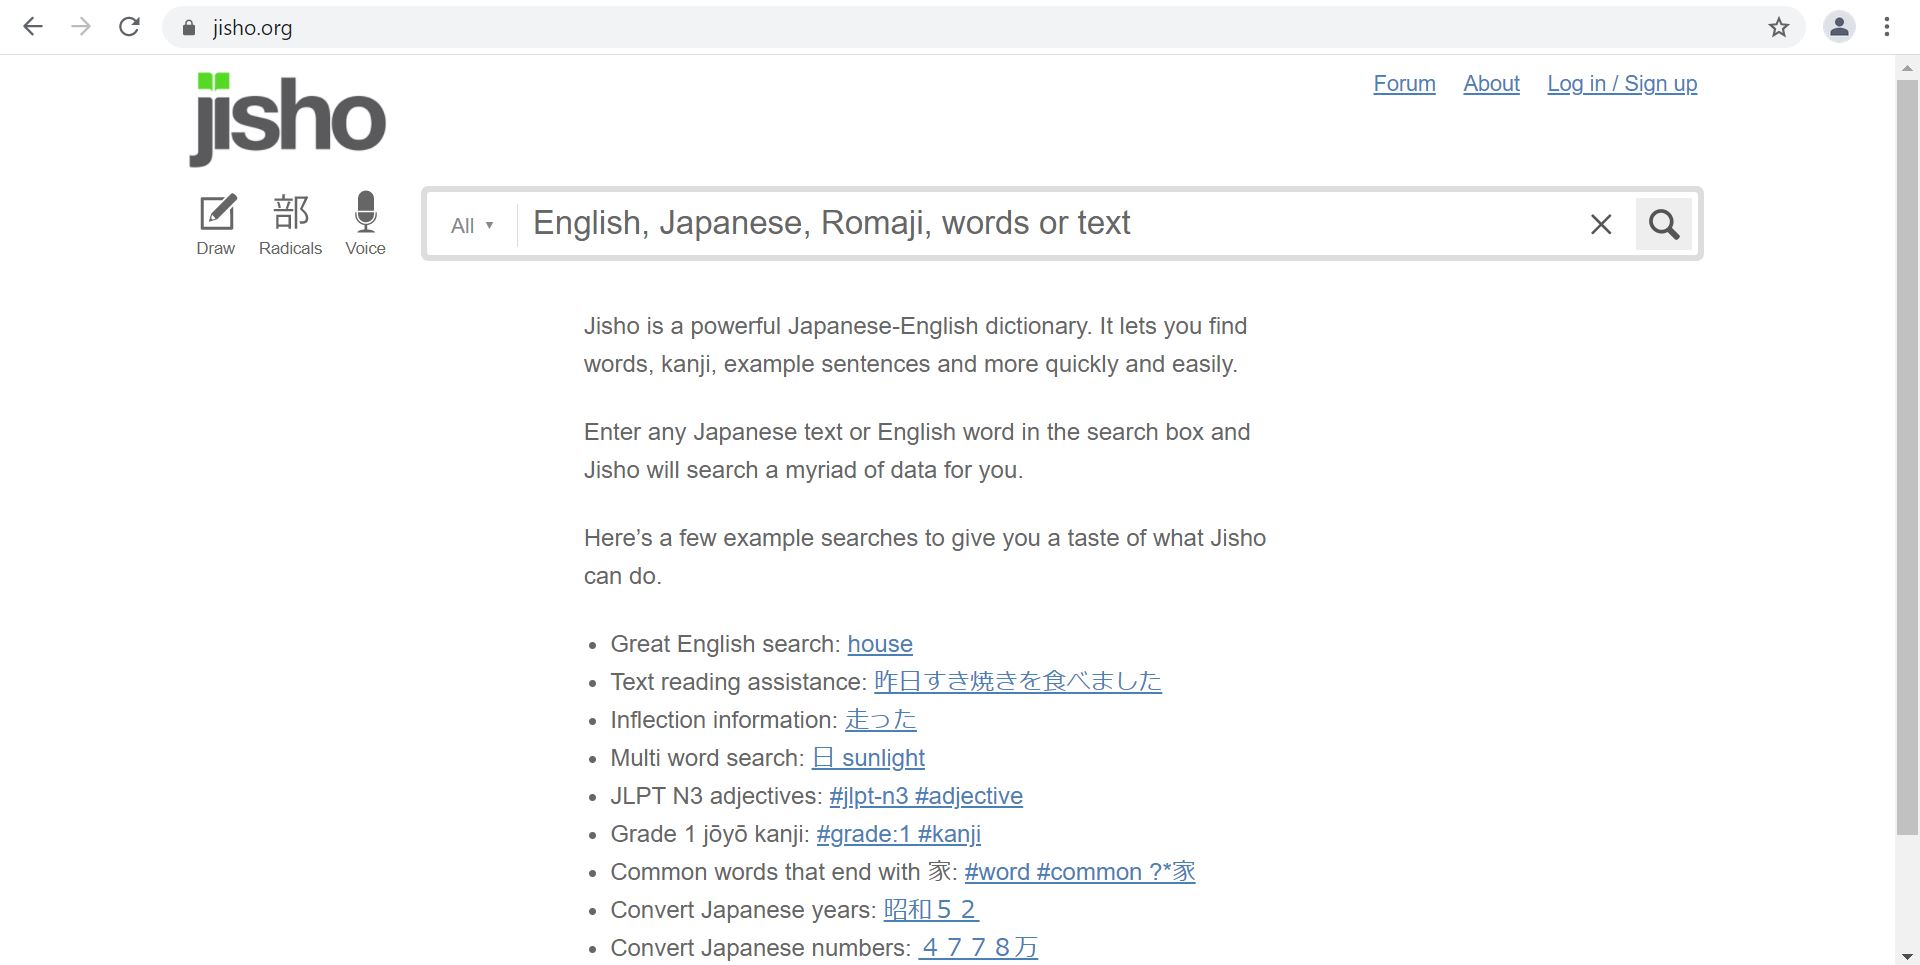 jisho.org
jisho
Forum About Log in / Sign up
部
Draw Radicals Voice
All ▼ English, Japanese, Romaji, words or text
Jisho is a powerful Japanese-English dictionary. It lets you find
words, kanji, example sentences and more quickly and easily.
Enter any Japanese text or English word in the search box and
Jisho will search a myriad of data for you.
Here’s a few example searches to give you a taste of what Jisho
can do.
• Great English search: house
• Text reading assistance: 昨日すき焼きを食べました
• Inflection information: 走った
• Multi word search: 日 sunlight
• JLPT N3 adjectives: #jlpt-n3 #adjective
• Grade 1 jōyō kanji: #grade:1 #kanji
• Common words that end with 家: #word #common ?*家
• Convert Japanese years: 昭和５２
• Convert Japanese numbers: ４７７８万